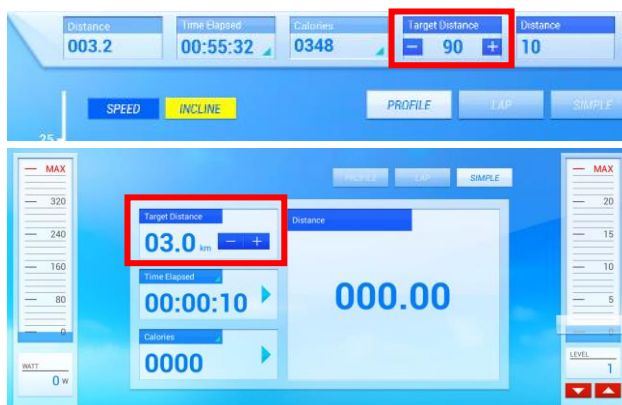 Distance Time Elapsed Calories Target Distance Distance
003.2 00:55:32 0348 − 90 + 10
SPEED INCLINE PROFILE LAP SIMPLE
25
MAX
320
240
160
80
0
WATT
0 W
PROFILE LAP SIMPLE
Target Distance
03.0 km − +
Time Elapsed
00:00:10
Calories
0000
Distance
000.00
MAX
20
15
10
5
0
LEVEL
1